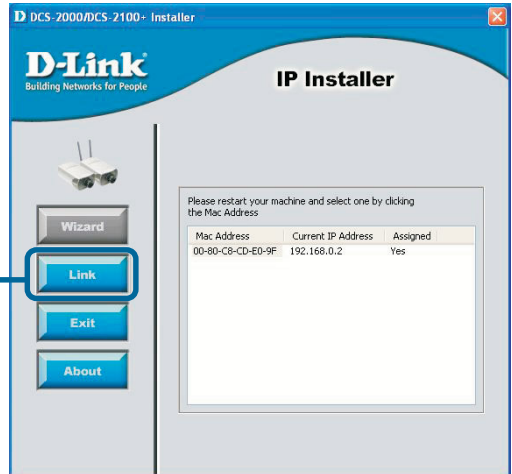 DCS-2000/DCS-2100+ Installer
D-Link
Building Networks for People
IP Installer
Please restart your machine and select one by clicking
the Mac Address
Mac Address Current IP Address Assigned
00-80-C8-CD-E0-9F 192.168.0.2 Yes
Wizard
Link
Exit
About